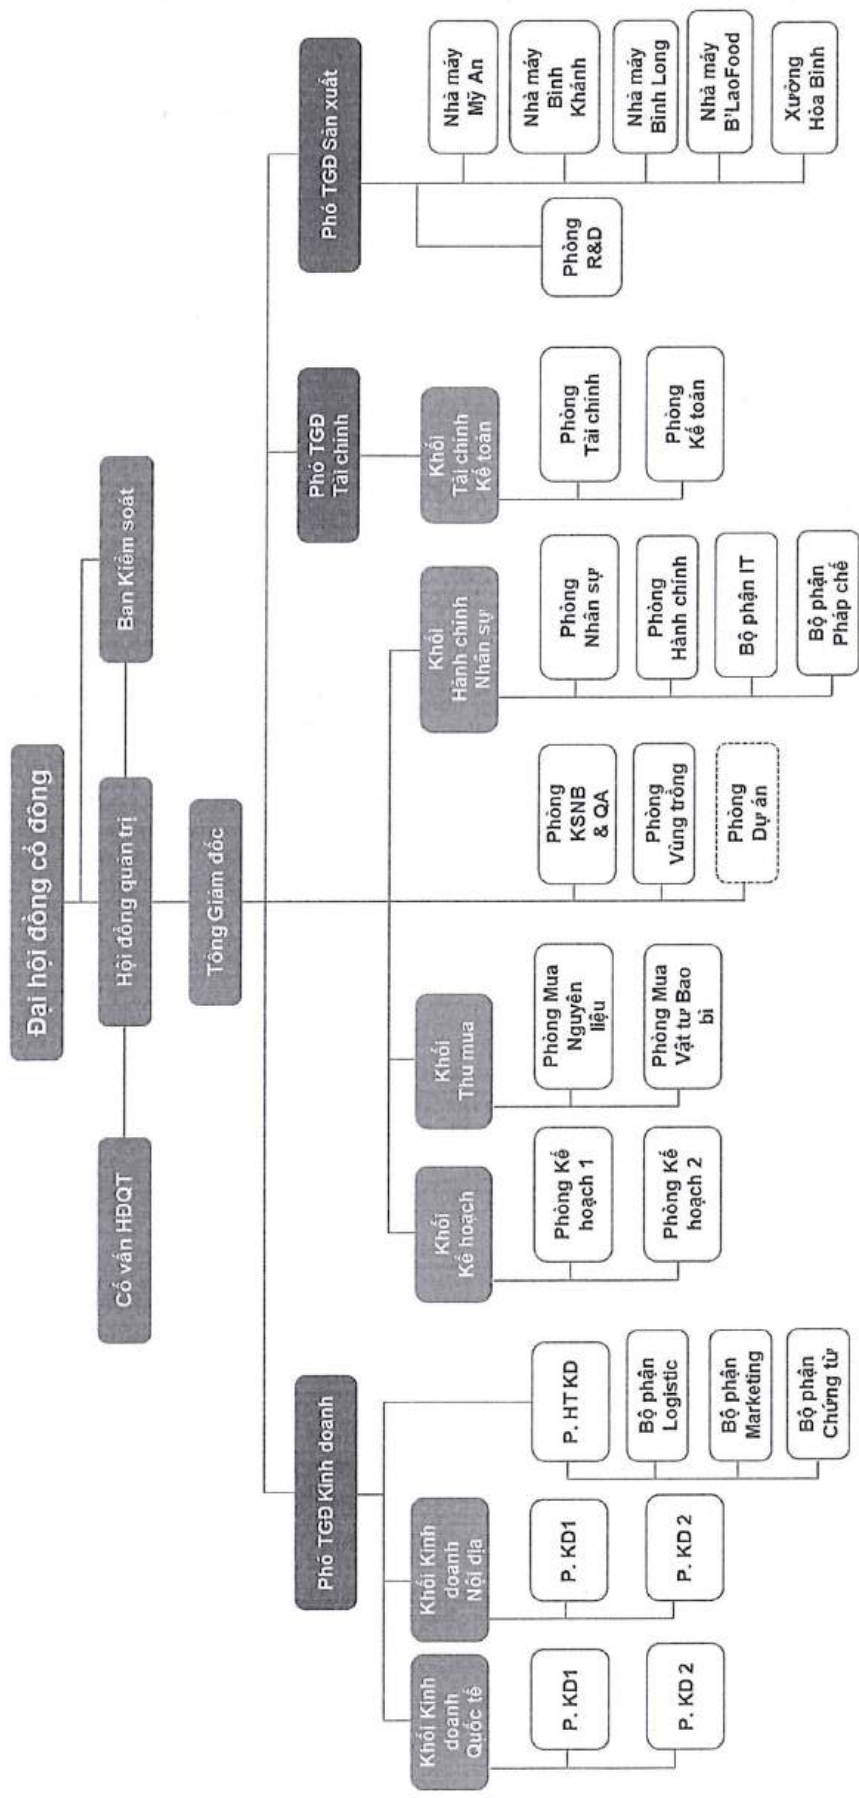 Đại hội đồng cổ đông
Cố vấn HĐQT
Hội đồng quản trị
Ban Kiểm soát
Tổng Giám đốc
Phó TGĐ Kinh doanh
Phó TGĐ
Tài chính
Phó TGĐ Sản xuất
Khối Kinh
doanh
Quốc tế
P. KD1
P. KD 2
Khối Kinh
doanh
Nội địa
P. KD1
P. KD 2
P. HTKD
Bộ phận
Logistic
Bộ phận
Marketing
Bộ phận
Chứng từ
Khối
Kế hoạch
Phòng Kế
hoạch 1
Phòng Kế
hoạch 2
Khối
Thu mua
Phòng Mua
Nguyên
liệu
Phòng Mua
Vật tư Bao
bì
Phòng
KSNB
& QA
Phòng
Vùng trồng
Phòng
Dự án
Khối
Hành chính
Nhân sự
Phòng
Nhân sự
Phòng
Hành chính
Bộ phận IT
Bộ phận
Pháp chế
Khối
Tài chính
Kế toán
Phòng
Tài chính
Phòng
Kế toán
Phòng
R&D
Nhà máy
Mỹ An
Nhà máy
Bình
Khánh
Nhà máy
Bình Long
Nhà máy
B'LaoFood
Xưởng
Hòa Bình